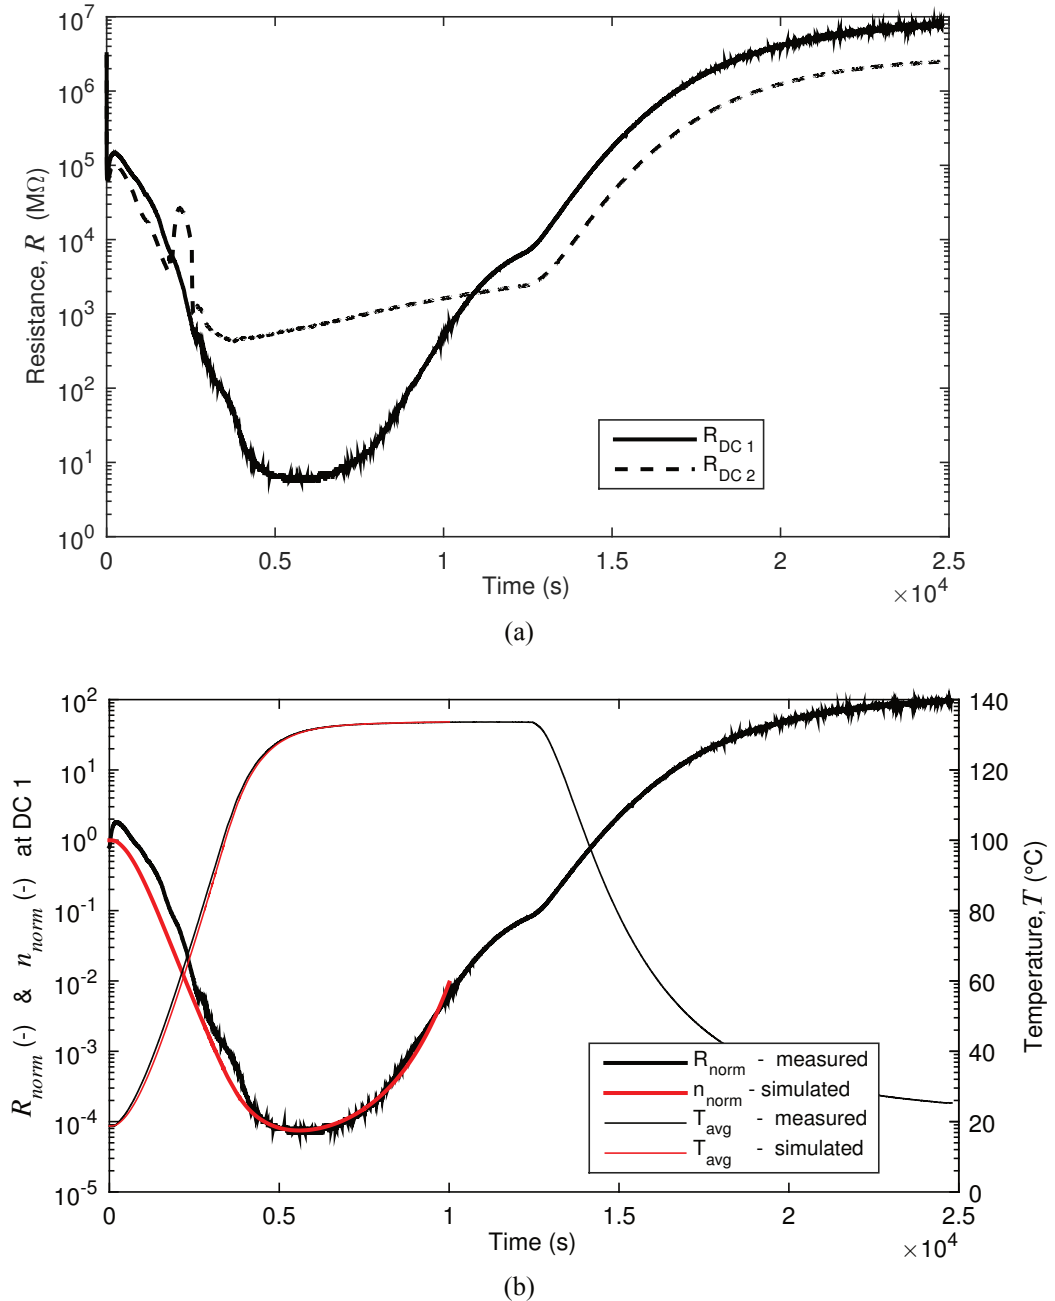 10^7
10^6
10^5
10^4
10^3
10^2
10^1
10^0
Resistance, R (MΩ)
R_DC 1
R_DC 2
0 0.5 1 1.5 2 2.5
Time (s)
×10^4
(a)
10^2
10^1
10^0
10^-1
10^-2
10^-3
10^-4
10^-5
R_norm (-) & n_norm (-) at DC 1
140
120
100
80
60
40
20
0
Temperature, T (°C)
R_norm - measured
n_norm - simulated
T_avg - measured
T_avg - simulated
0 0.5 1 1.5 2 2.5
Time (s)
×10^4
(b)